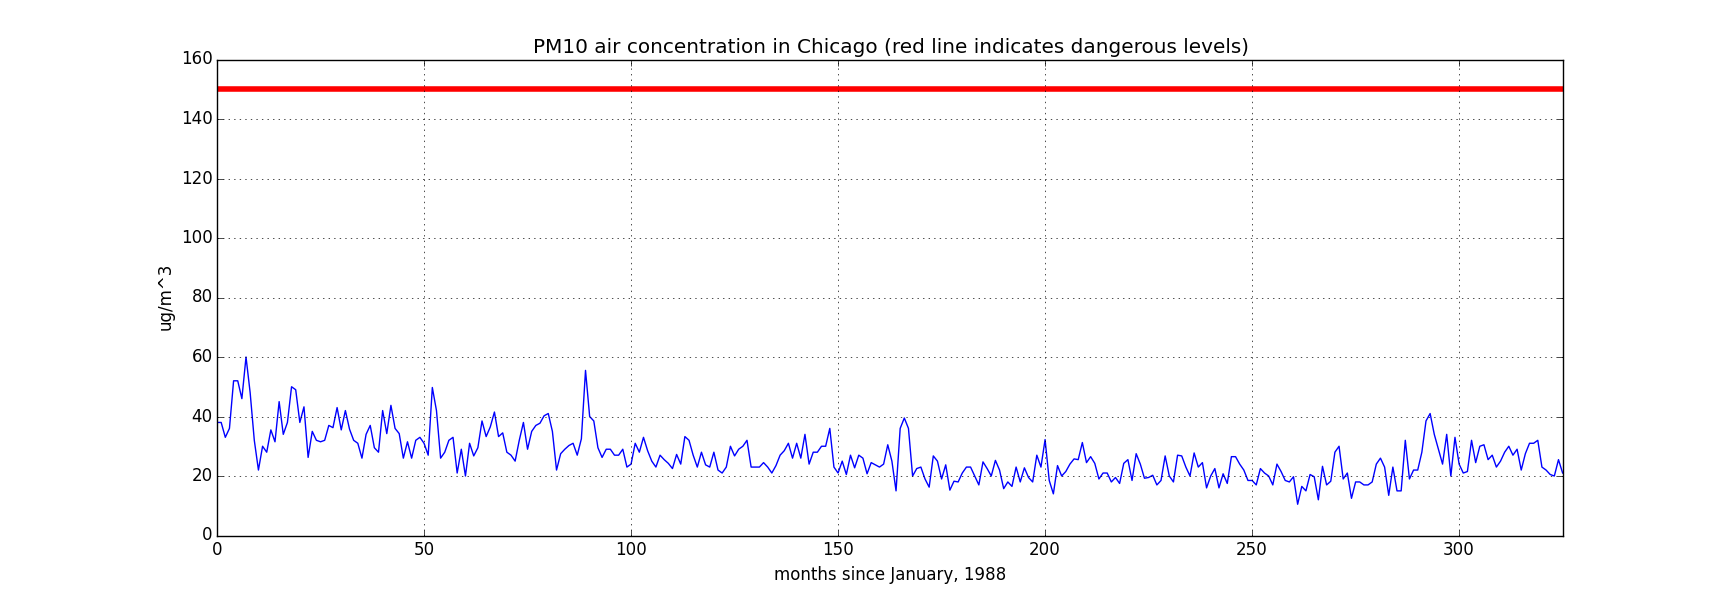 PM10 air concentration in Chicago (red line indicates dangerous levels)
160
140
120
100
80
60
40
20
0
ug/m^3
0 50 100 150 200 250 300
months since January, 1988